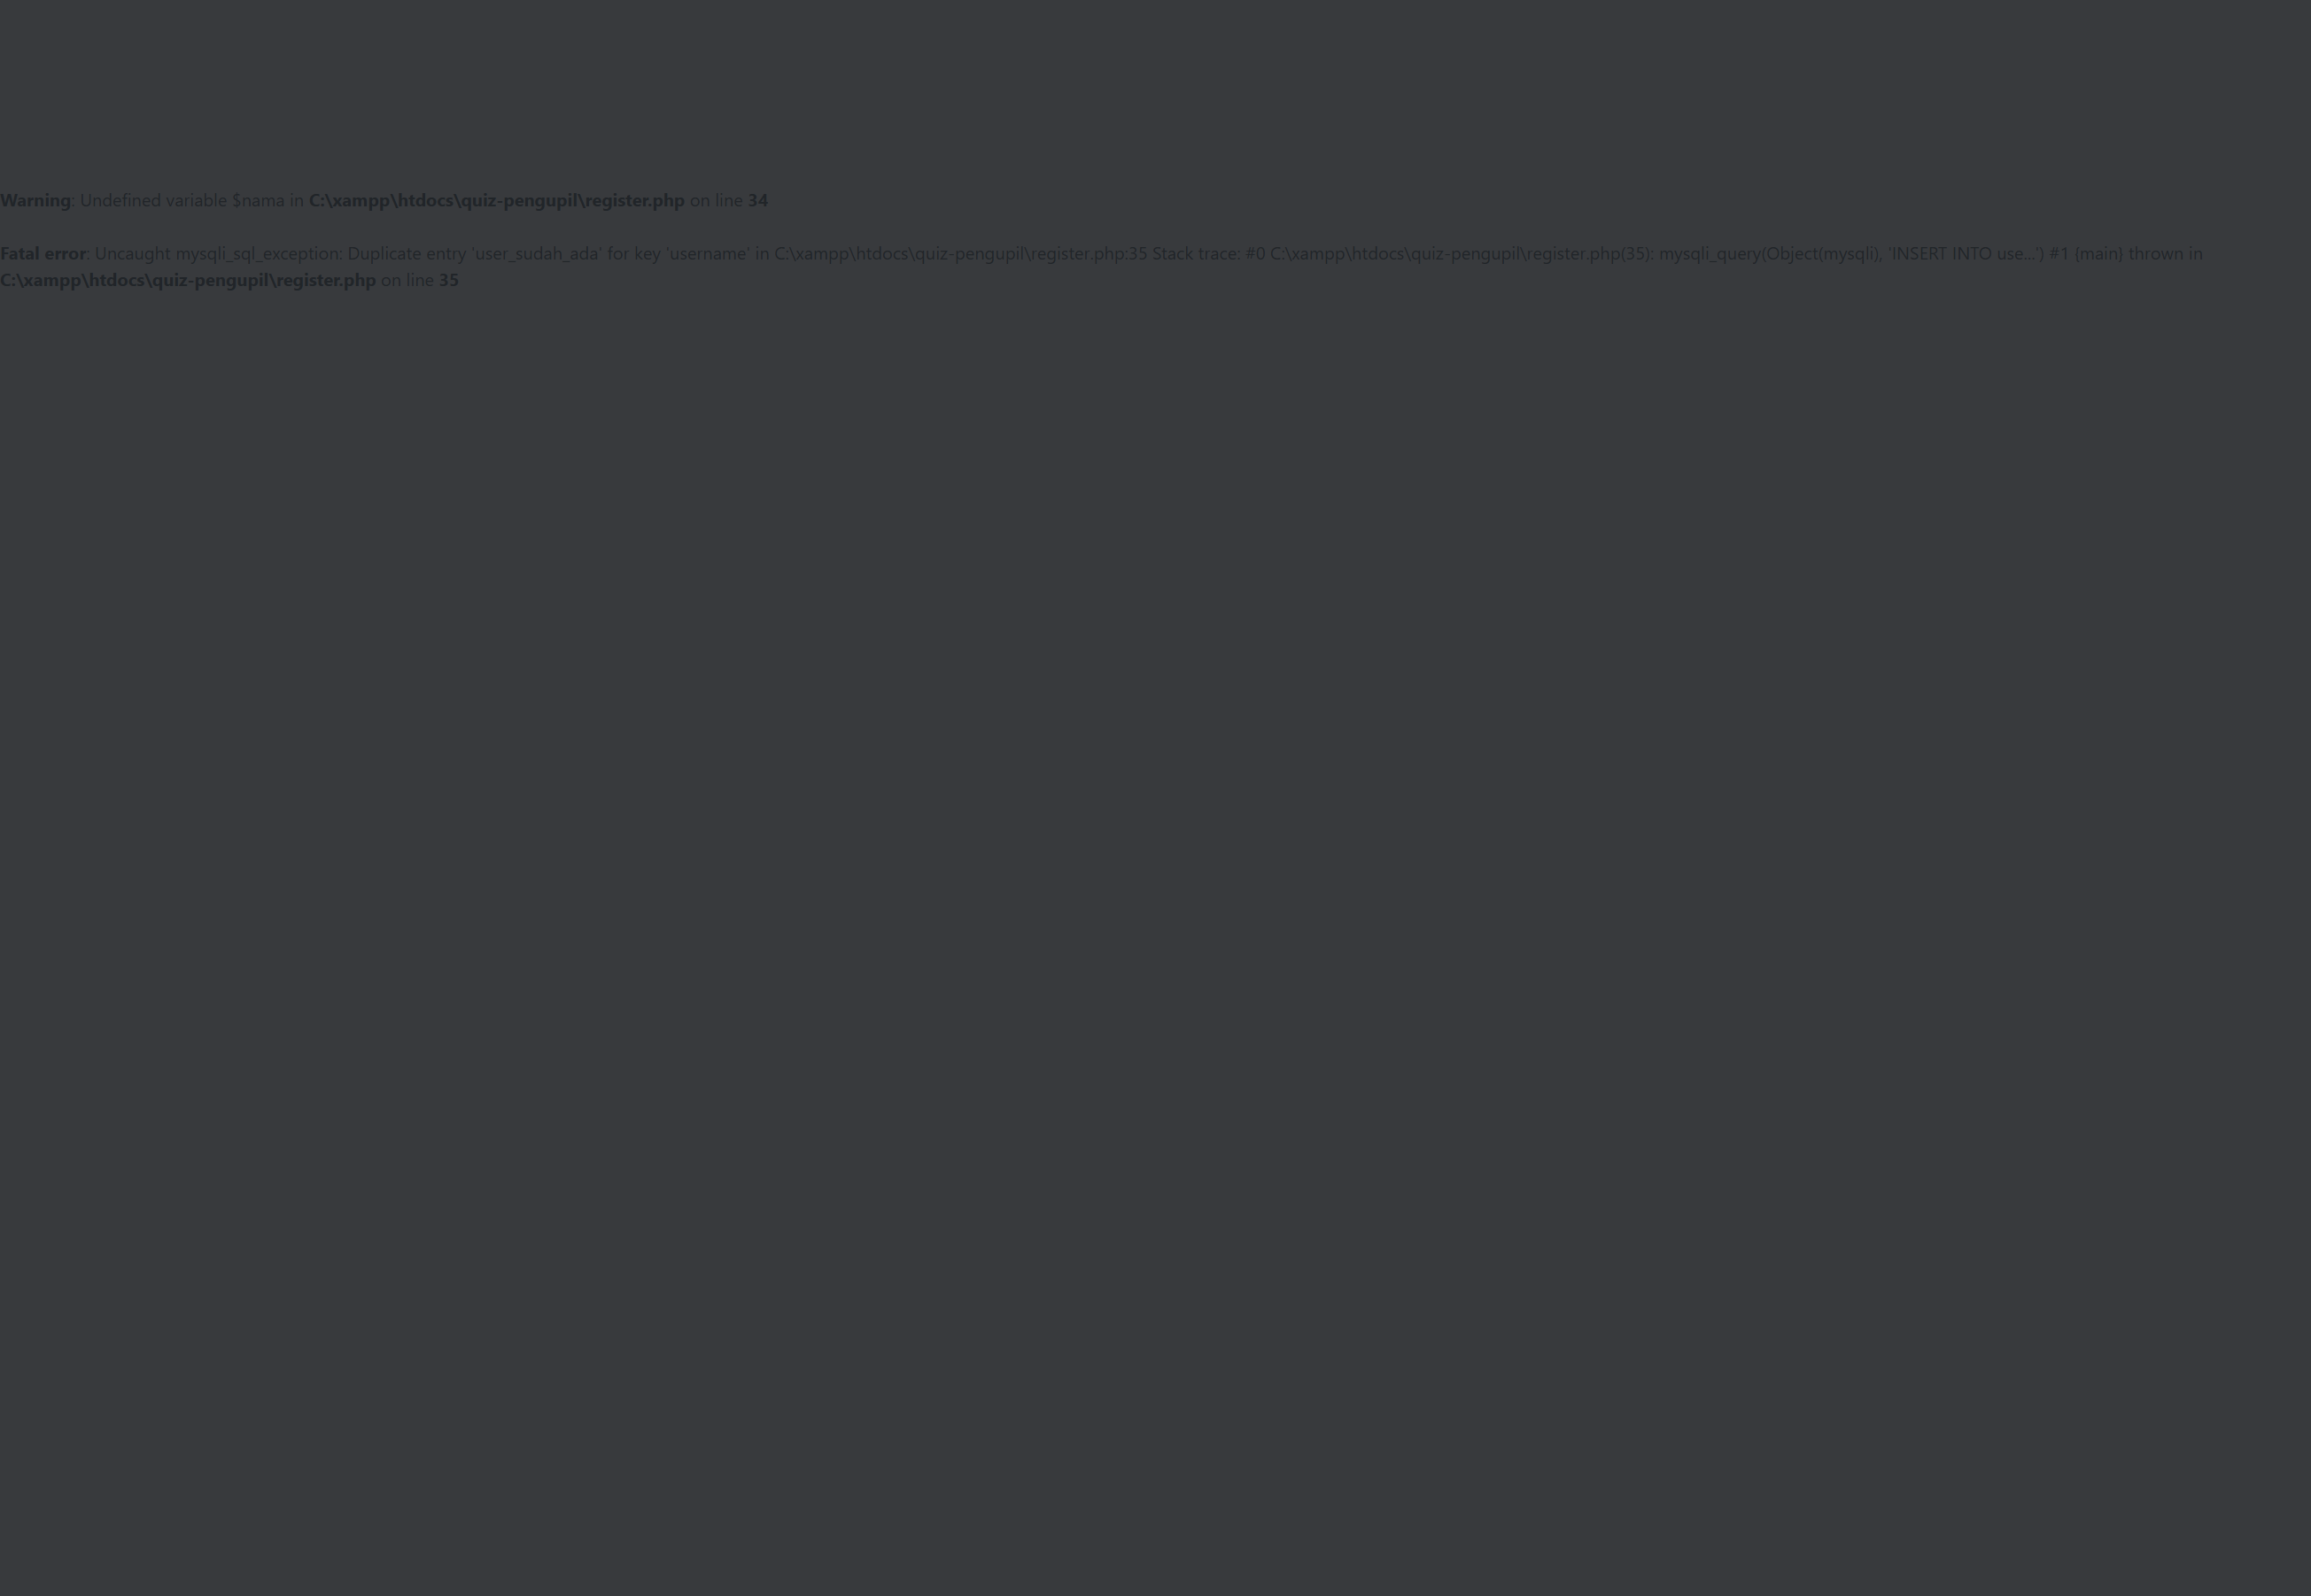 Warning: Undefined variable $nama in C:\xampp\htdocs\quiz-pengupil\register.php on line 34
Fatal error: Uncaught mysqli_sql_exception: Duplicate entry 'user_sudah_ada' for key 'username' in C:\xampp\htdocs\quiz-pengupil\register.php:35 Stack trace: #0 C:\xampp\htdocs\quiz-pengupil\register.php(35): mysqli_query(Object(mysqli), 'INSERT INTO use...') #1 {main} thrown in
C:\xampp\htdocs\quiz-pengupil\register.php on line 35